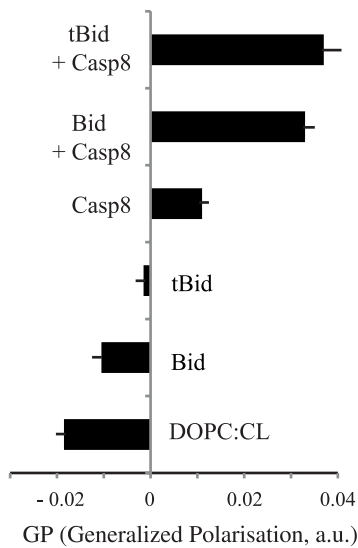 tBid
+ Casp8
Bid
+ Casp8
Casp8
tBid
Bid
DOPC:CL
- 0.02 0 0.02 0.04
GP (Generalized Polarisation, a.u.)